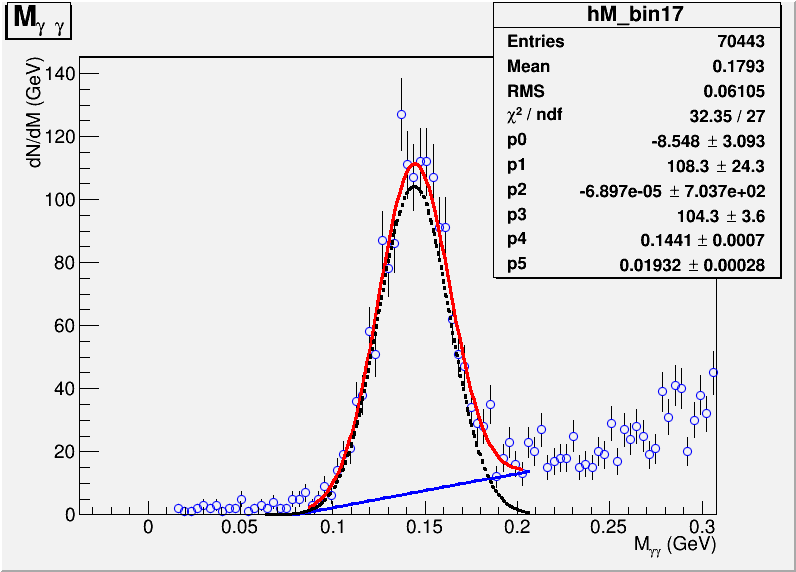 M γ γ
hM_bin17
Entries 70443
Mean 0.1793
RMS 0.06105
χ² / ndf 32.35 / 27
p0 -8.548 ± 3.093
p1 108.3 ± 24.3
p2 -6.897e-05 ± 7.037e+02
p3 104.3 ± 3.6
p4 0.1441 ± 0.0007
p5 0.01932 ± 0.00028
dN/dM (GeV)
140
120
100
80
60
40
20
0
0 0.05 0.1 0.15 0.2 0.25 0.3
Mγγ (GeV)